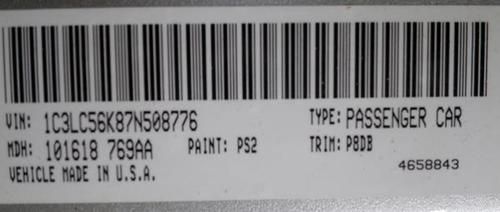 VIN: 1C3LC56K87N508776 TYPE: PASSENGER CAR
MDH: 101618 769AA PAINT: PS2 TRIM: P8DB
VEHICLE MADE IN U.S.A. 4658843